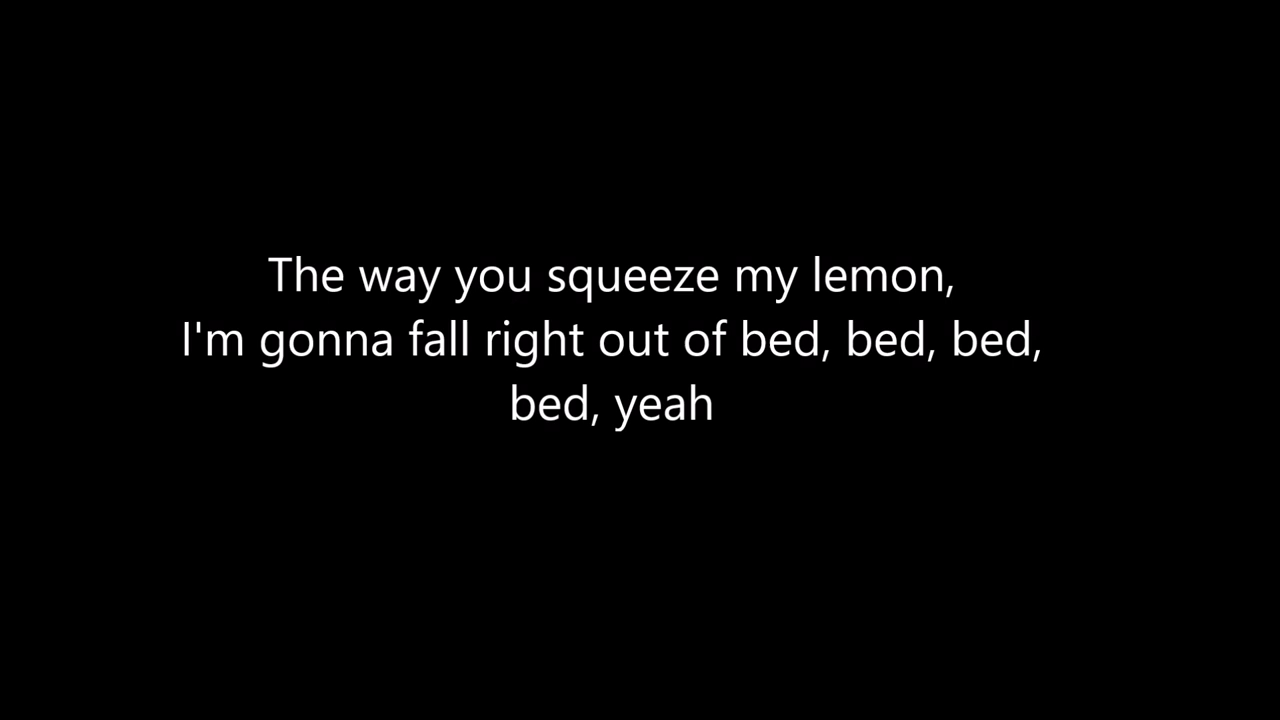 The way you squeeze my lemon,
I'm gonna fall right out of bed, bed, bed,
bed, yeah